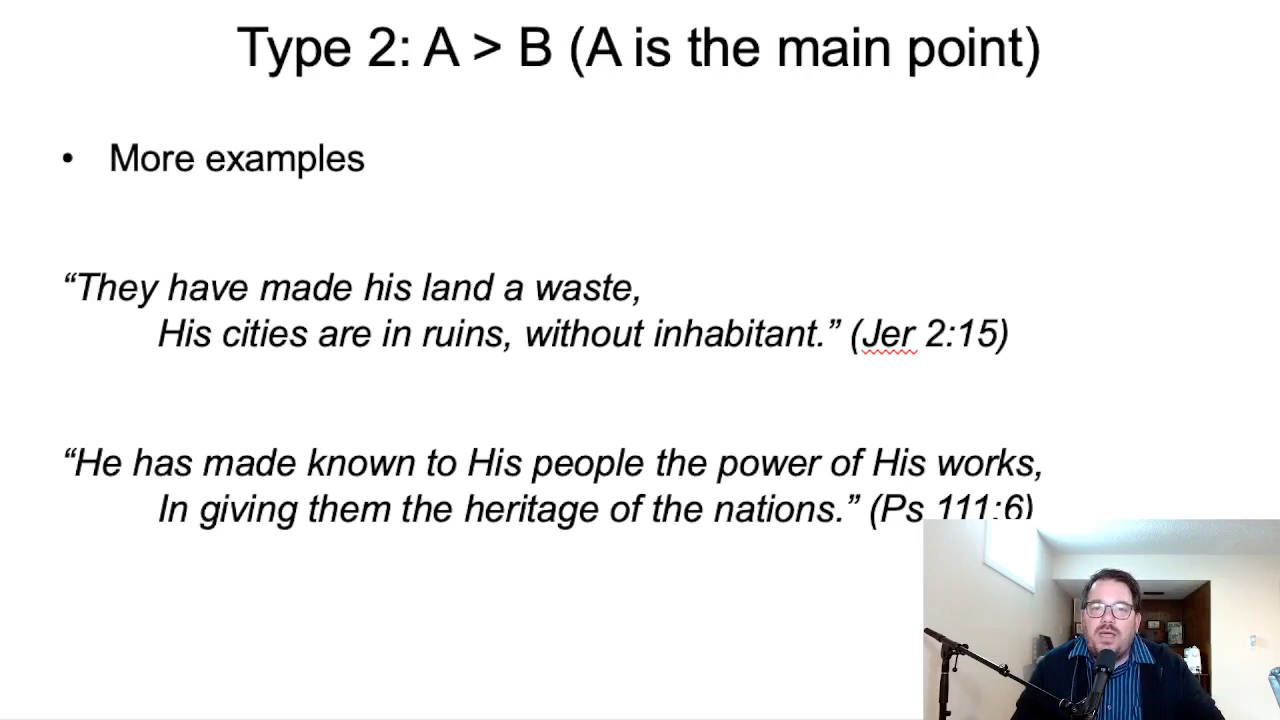 Type 2: A > B (A is the main point)
• More examples
“They have made his land a waste,
His cities are in ruins, without inhabitant.” (Jer 2:15)
“He has made known to His people the power of His works,
In giving them the heritage of the nations.” (Ps 111:6)